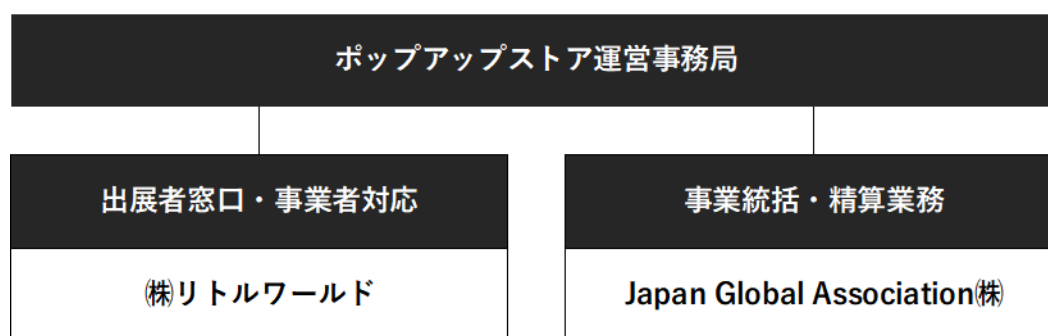 ポップアップストア運営事務局
出展者窓口・事業者対応
事業統括・精算業務
㈱リトルワールド
Japan Global Association㈱